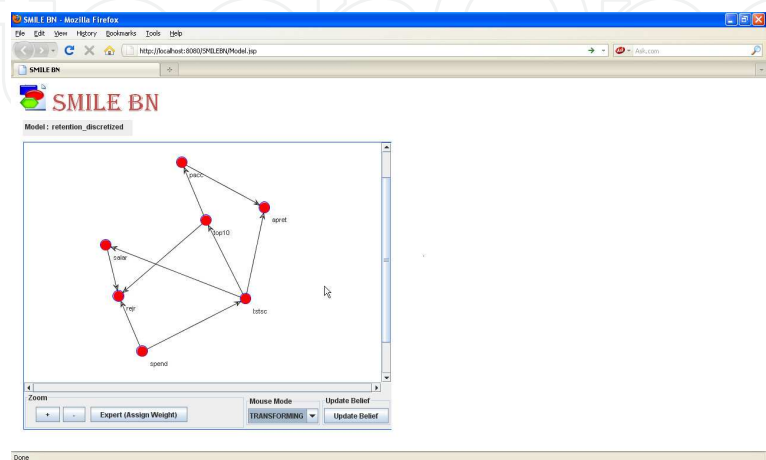 SMILE BN - Mozilla Firefox
File Edit View History Bookmarks Tools Help
http://localhost:8080/SMILEBN/Model.jsp
Ask.com
SMILE BN
SMILE BN
Model : retention_discretized
pacc
apret
top10
salar
rejr
tstsc
spend
Zoom
Mouse Mode
Update Belief
+ - Expert (Assign Weight) TRANSFORMING Update Belief
Done